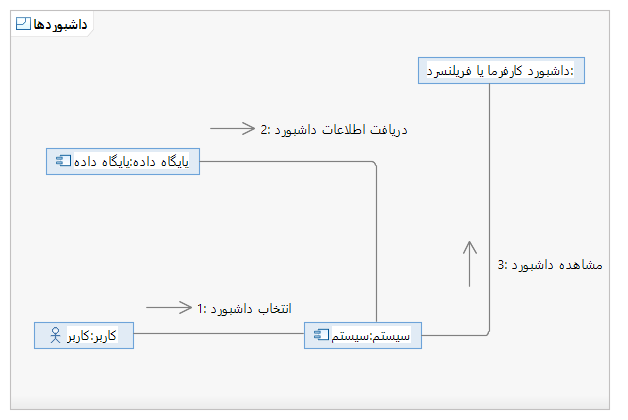 داشبوردها
داشبورد کارفرما یا فریلنسرد:
2: دریافت اطلاعات داشبورد
پایگاه داده:پایگاه داده
3: مشاهده داشبورد
1: انتخاب داشبورد
کاربر:کاربر
سیستم:سیستم